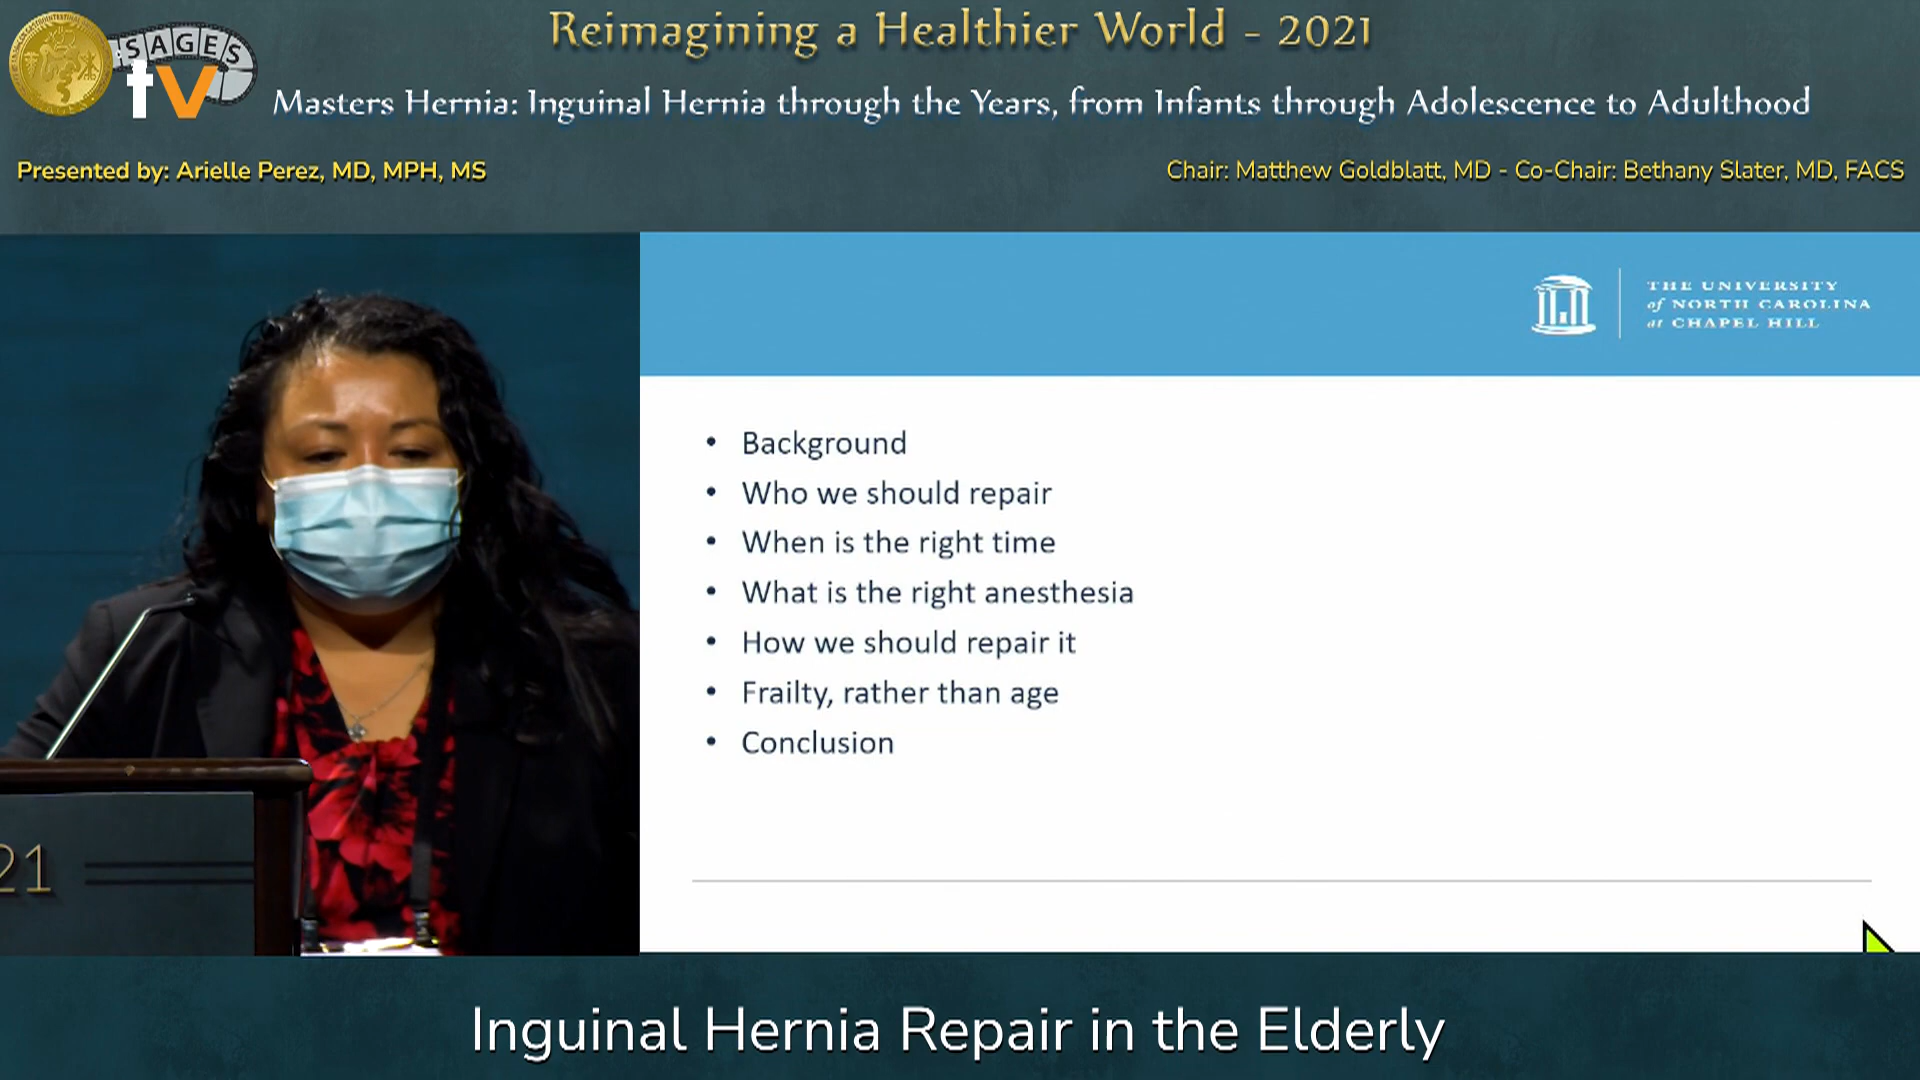 Reimagining a Healthier World - 2021
SAGES
tv
Masters Hernia: Inguinal Hernia through the Years, from Infants through Adolescence to Adulthood
Presented by: Arielle Perez, MD, MPH, MS
Chair: Matthew Goldblatt, MD - Co-Chair: Bethany Slater, MD, FACS
THE UNIVERSITY
of NORTH CAROLINA
at CHAPEL HILL
• Background
• Who we should repair
• When is the right time
• What is the right anesthesia
• How we should repair it
• Frailty, rather than age
• Conclusion
21
Inguinal Hernia Repair in the Elderly